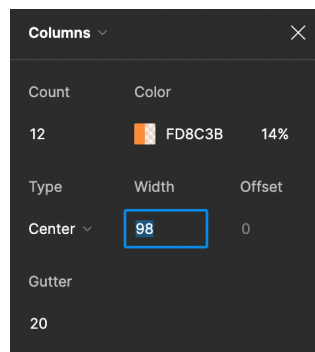 Columns
Count Color
12 FD8C3B 14%
Type Width Offset
Center 98 0
Gutter
20